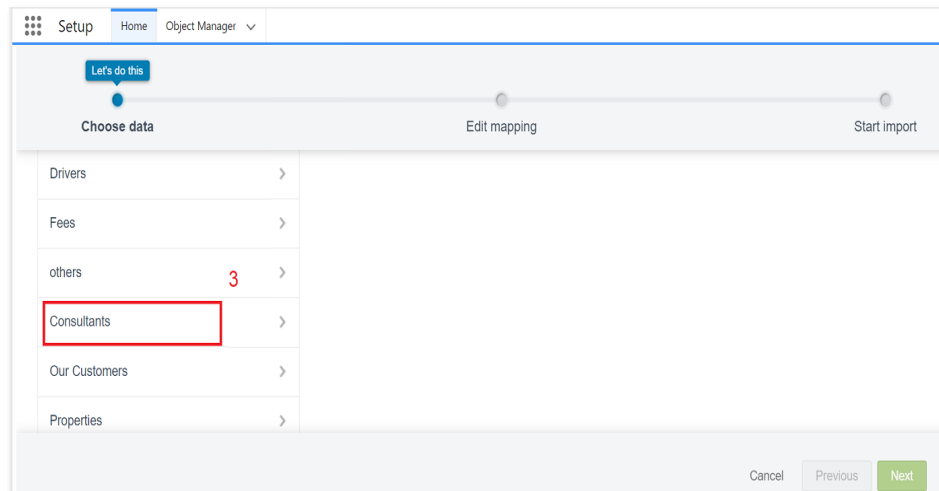 Setup Home Object Manager
Let's do this
Choose data Edit mapping Start import
Drivers
Fees
others
3
Consultants
Our Customers
Properties
Cancel Previous Next